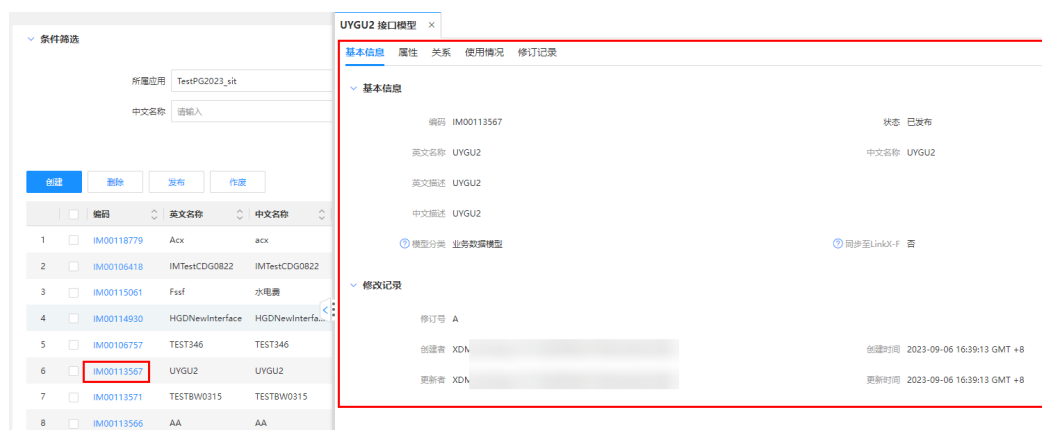 条件筛选
所属应用 TestPG2023_sit
中文名称 请输入
创建 删除 发布 作废
编码 英文名称 中文名称
1 IM00118779 Acx acx
2 IM00106418 IMTestCDG0822 IMTestCDG0822
3 IM00115061 Fssf 水电费
4 IM00114930 HGDNewInterface HGDNewInterfa...
5 IM00106757 TEST346 TEST346
6 IM00113567 UYGU2 UYGU2
7 IM00113571 TESTBW0315 TESTBW0315
8 IM00113566 AA AA
UYGU2 接口模型 ×
基本信息 属性 关系 使用情况 修订记录
基本信息
编码 IM00113567 状态 已发布
英文名称 UYGU2 中文名称 UYGU2
英文描述 UYGU2
中文描述 UYGU2
模型分类 业务数据模型 同步至LinkX-F 否
修改记录
修订号 A
创建者 XDM 创建时间 2023-09-06 16:39:13 GMT +8
更新者 XDM 更新时间 2023-09-06 16:39:13 GMT +8